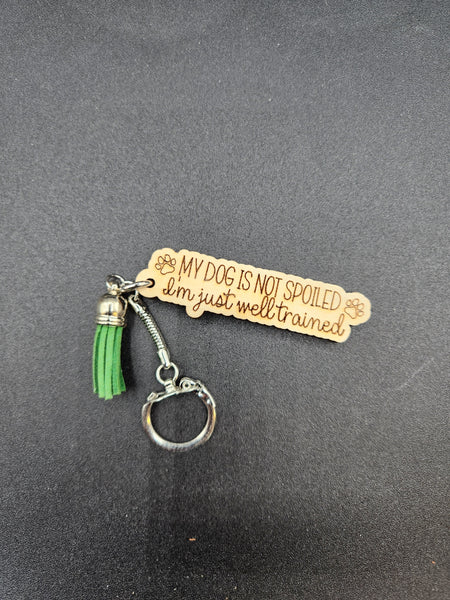 MY DOG IS NOT SPOILED
I'm just well trained